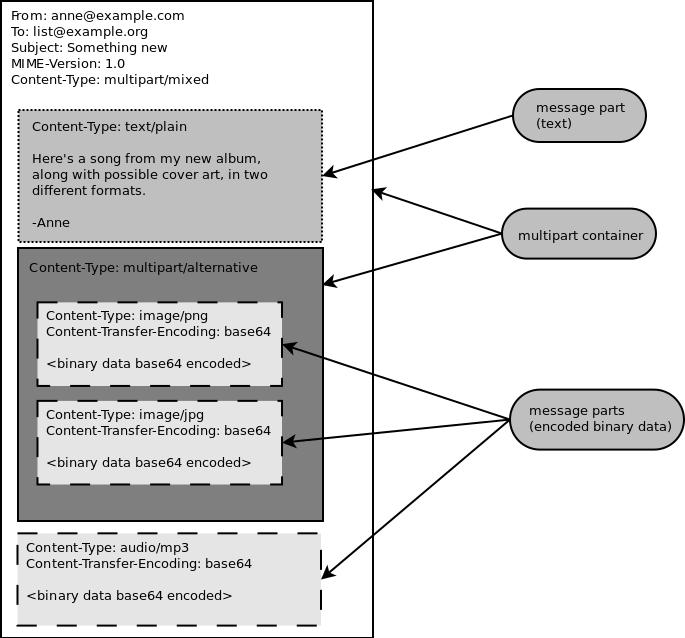 From: anne@example.com
To: list@example.org
Subject: Something new
MIME-Version: 1.0
Content-Type: multipart/mixed
Content-Type: text/plain
Here's a song from my new album,
along with possible cover art, in two
different formats.
-Anne
Content-Type: multipart/alternative
Content-Type: image/png
Content-Transfer-Encoding: base64
<binary data base64 encoded>
Content-Type: image/jpg
Content-Transfer-Encoding: base64
<binary data base64 encoded>
Content-Type: audio/mp3
Content-Transfer-Encoding: base64
<binary data base64 encoded>
message part
(text)
multipart container
message parts
(encoded binary data)